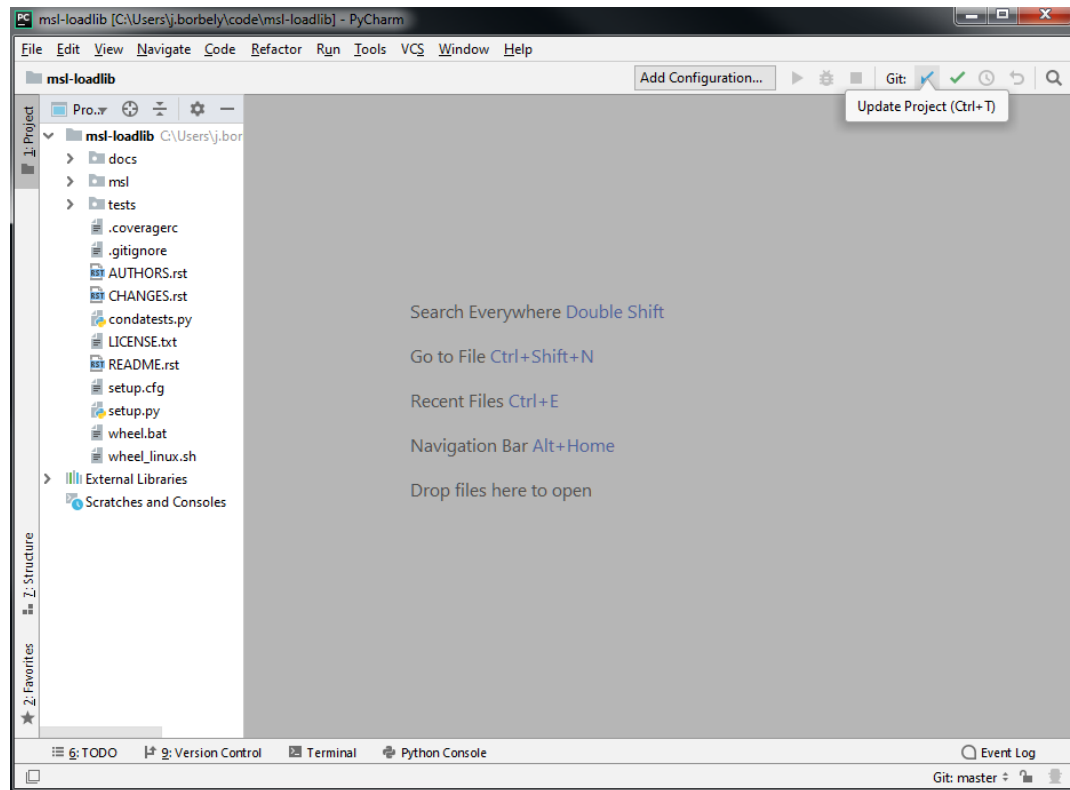 PC msl-loadlib [C:\Users\j.borbely\code\msl-loadlib] - PyCharm
File Edit View Navigate Code Refactor Run Tools VCS Window Help
msl-loadlib Add Configuration... Git:
Update Project (Ctrl+T)
1: Project
Pro..
msl-loadlib C:\Users\j.bor
docs
msl
tests
.coveragerc
.gitignore
RST AUTHORS.rst
RST CHANGES.rst
condatests.py
LICENSE.txt
RST README.rst
setup.cfg
setup.py
wheel.bat
wheel_linux.sh
External Libraries
Scratches and Consoles
Search Everywhere Double Shift
Go to File Ctrl+Shift+N
Recent Files Ctrl+E
Navigation Bar Alt+Home
Drop files here to open
7: Structure
2: Favorites
6: TODO 9: Version Control Terminal Python Console Event Log
Git: master